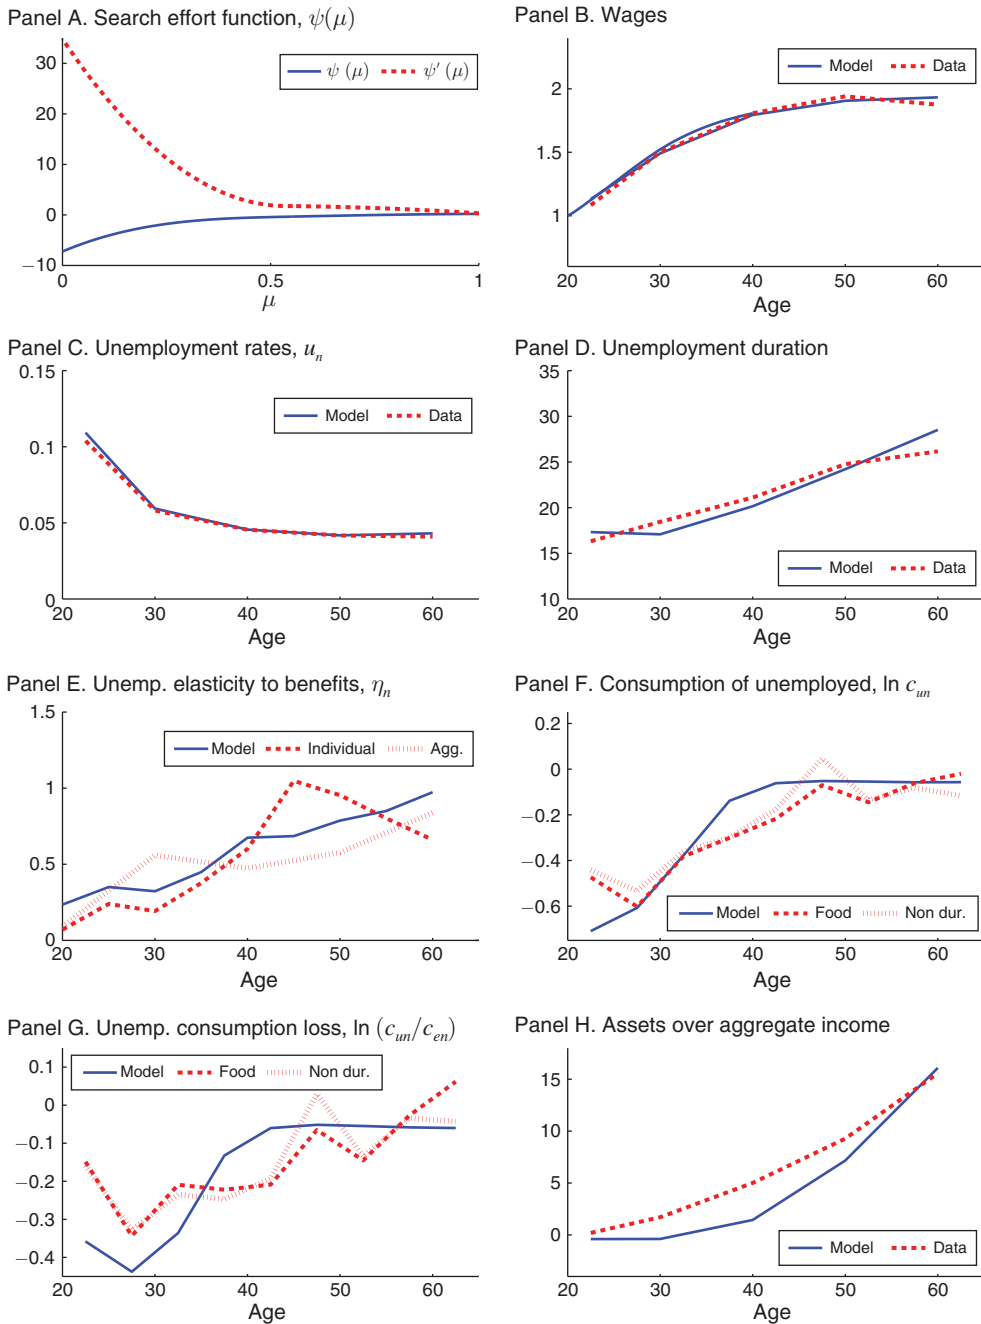 Panel A. Search effort function, ψ(μ)
35
30
20
10
0
−10
ψ (μ) ψ′ (μ)
0 0.5 1
μ
Panel B. Wages
2
1.5
1
Model Data
20 30 40 50 60
Age
Panel C. Unemployment rates, uₙ
0.15
0.1
0.05
0
Model Data
20 30 40 50 60
Age
Panel D. Unemployment duration
35
30
25
20
15
10
Model Data
20 30 40 50 60
Age
Panel E. Unemp. elasticity to benefits, ηₙ
1.5
1
0.5
0
Model Individual Agg.
20 30 40 50 60
Age
Panel F. Consumption of unemployed, ln c_un
0.2
0
−0.2
−0.4
−0.6
Model Food Non dur.
20 30 40 50 60
Age
Panel G. Unemp. consumption loss, ln (c_un/c_en)
0.1
0
−0.1
−0.2
−0.3
−0.4
Model Food Non dur.
20 30 40 50 60
Age
Panel H. Assets over aggregate income
15
10
5
0
Model Data
20 30 40 50 60
Age